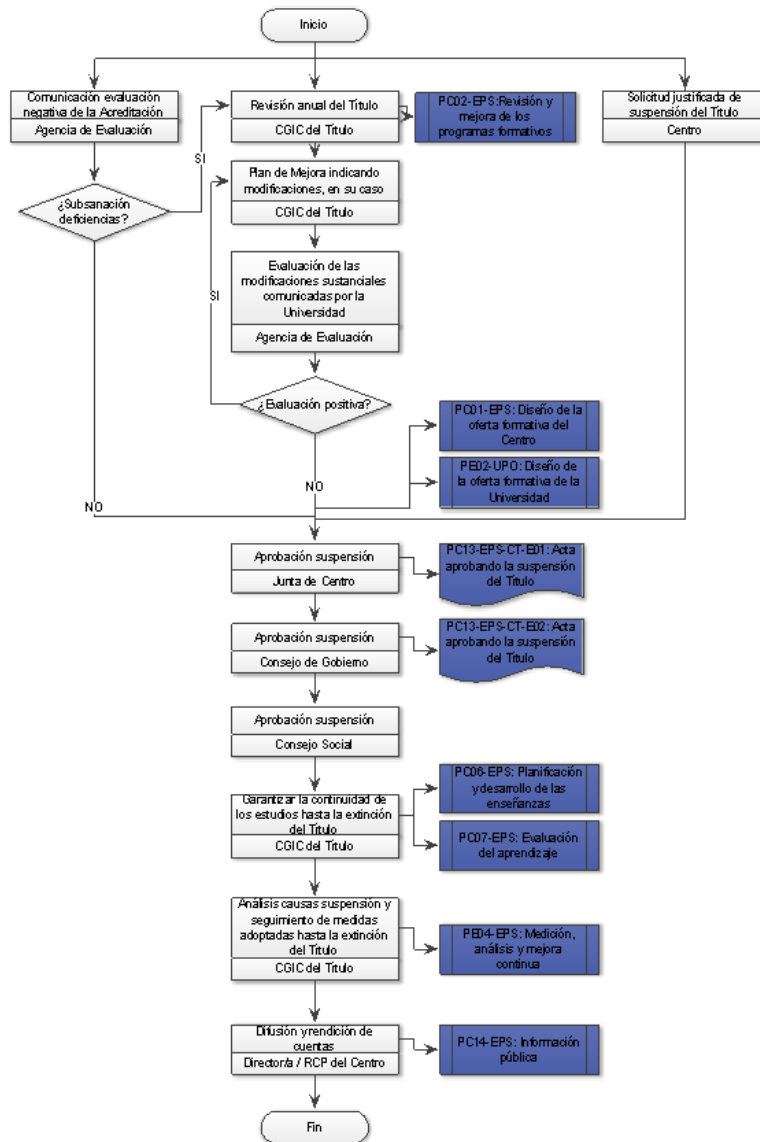 Inicio
Comunicación evaluación
negativa de la Acreditación
Agencia de Evaluación
Revisión anual del Título
CGIC del Título
PC02-EPS:Revisión y
mejora de los
programas formativos
Solicitud justificada de
suspensión del Título
Centro
SI
¿Subsanación
deficiencias?
Plan de Mejora indicando
modificaciones, en su caso
CGIC del Título
Evaluación de las
modificaciones sustanciales
comunicadas por la
Universidad
Agencia de Evaluación
SI
¿Evaluación positiva?
PC01-EPS: Diseño de la
oferta formativa del
Centro
PE02-UPO: Diseño de
la oferta formativa de la
Universidad
NO
NO
Aprobación suspensión
Junta de Centro
PC13-EPS-CT-E01: Acta
aprobando la suspensión
del Título
Aprobación suspensión
Consejo de Gobierno
PC13-EPS-CT-E02: Acta
aprobando la suspensión
del Título
Aprobación suspensión
Consejo Social
Garantizar la continuidad de
los estudios hasta la extinción
del Título
CGIC del Título
PC06-EPS: Planificación
y desarrollo de las
enseñanzas
PC07-EPS: Evaluación
del aprendizaje
Análisis causas suspensión y
seguimiento de medidas
adoptadas hasta la extinción
del Título
CGIC del Título
PE04-EPS: Medición,
análisis y mejora
continua
Difusión y rendición de
cuentas
Director/a / RCP del Centro
PC14-EPS: Información
pública
Fin